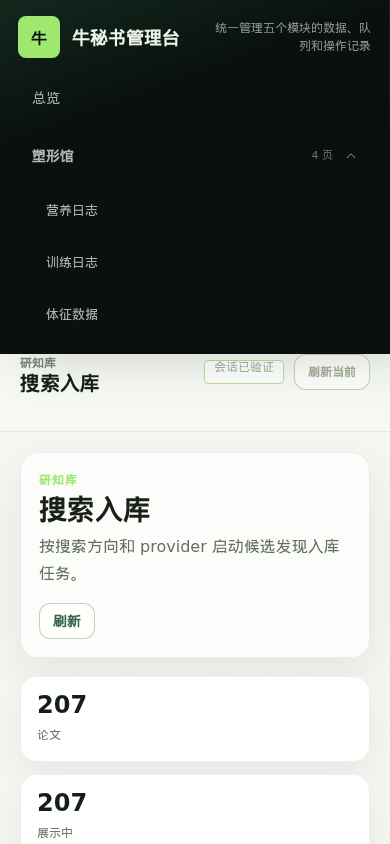 牛
牛秘书管理台
统一管理五个模块的数据、队
列和操作记录
总览
塑形馆
4 页
营养日志
训练日志
体征数据
研知库
搜索入库
会话已验证
刷新当前
研知库
搜索入库
按搜索方向和 provider 启动候选发现入库
任务。
刷新
207
论文
207
展示中